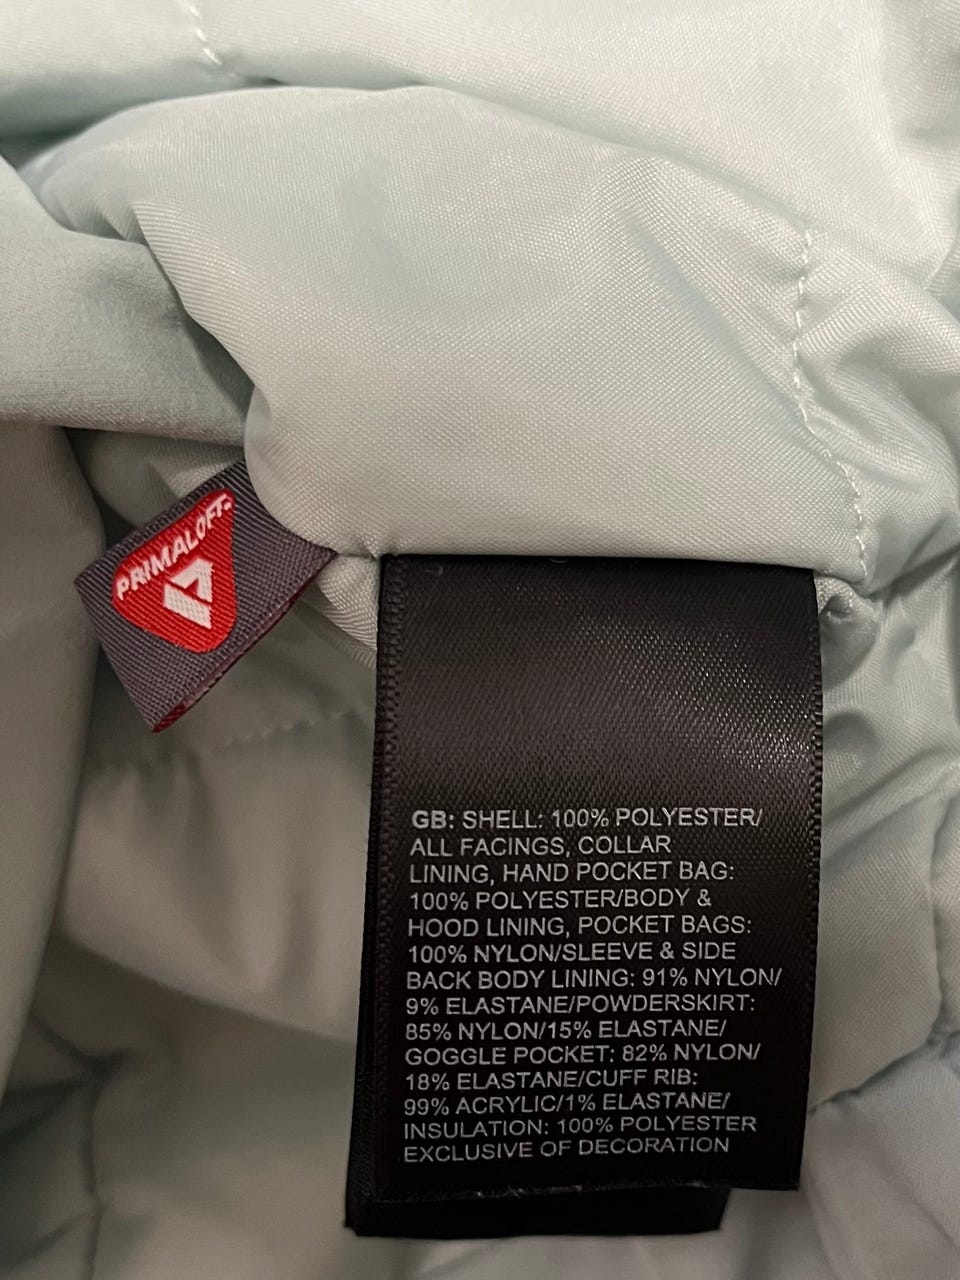 PRIMALOFT
GB: SHELL: 100% POLYESTER/
ALL FACINGS, COLLAR
LINING, HAND POCKET BAG:
100% POLYESTER/BODY &
HOOD LINING, POCKET BAGS:
100% NYLON/SLEEVE & SIDE
BACK BODY LINING: 91% NYLON/
9% ELASTANE/POWDERSKIRT:
85% NYLON/15% ELASTANE/
GOGGLE POCKET: 82% NYLON/
18% ELASTANE/CUFF RIB:
99% ACRYLIC/1% ELASTANE/
INSULATION: 100% POLYESTER
EXCLUSIVE OF DECORATION